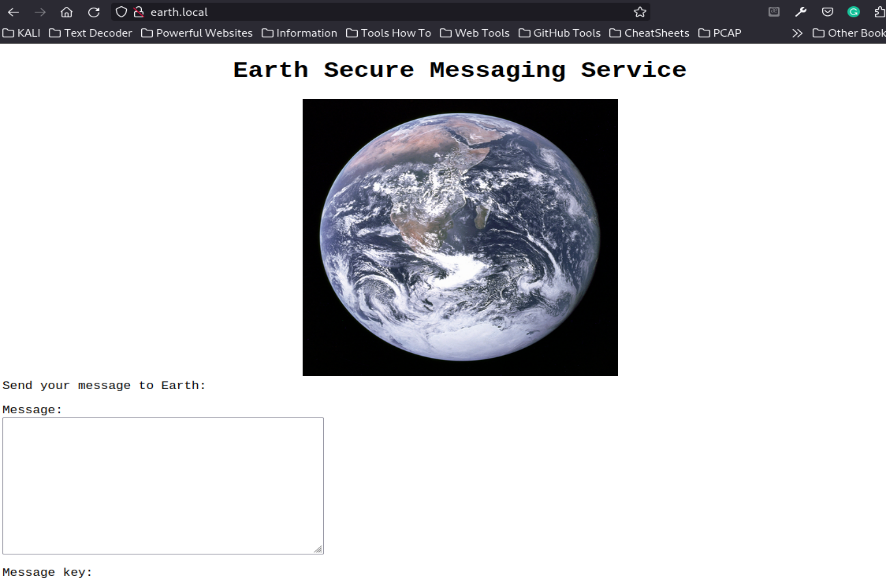 earth.local
KALI Text Decoder Powerful Websites Information Tools How To Web Tools GitHub Tools CheatSheets PCAP Other Book
Earth Secure Messaging Service
Send your message to Earth:
Message:
Message key: